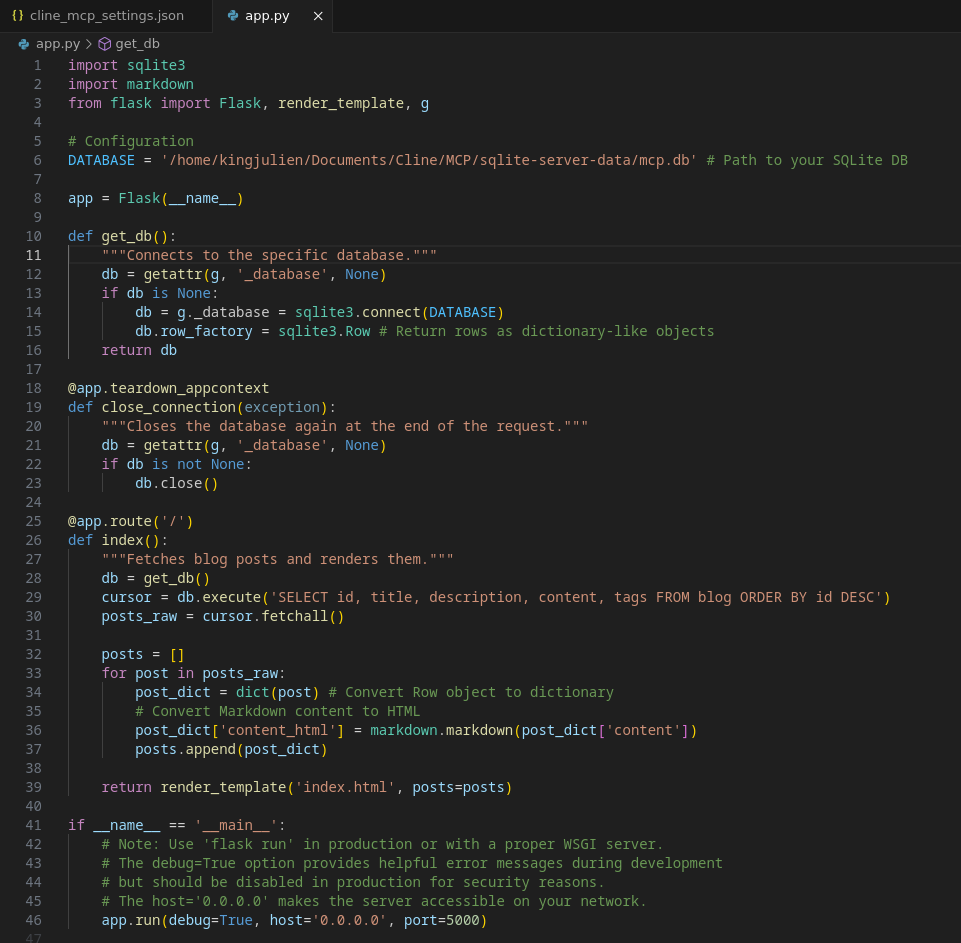 {} cline_mcp_settings.json app.py ×
app.py > get_db
1 import sqlite3
2 import markdown
3 from flask import Flask, render_template, g
4
5 # Configuration
6 DATABASE = '/home/kingjulien/Documents/Cline/MCP/sqlite-server-data/mcp.db' # Path to your SQLite DB
7
8 app = Flask(__name__)
9
10 def get_db():
11     """Connects to the specific database."""
12     db = getattr(g, '_database', None)
13     if db is None:
14         db = g._database = sqlite3.connect(DATABASE)
15         db.row_factory = sqlite3.Row # Return rows as dictionary-like objects
16     return db
17
18 @app.teardown_appcontext
19 def close_connection(exception):
20     """Closes the database again at the end of the request."""
21     db = getattr(g, '_database', None)
22     if db is not None:
23         db.close()
24
25 @app.route('/')
26 def index():
27     """Fetches blog posts and renders them."""
28     db = get_db()
29     cursor = db.execute('SELECT id, title, description, content, tags FROM blog ORDER BY id DESC')
30     posts_raw = cursor.fetchall()
31
32     posts = []
33     for post in posts_raw:
34         post_dict = dict(post) # Convert Row object to dictionary
35         # Convert Markdown content to HTML
36         post_dict['content_html'] = markdown.markdown(post_dict['content'])
37         posts.append(post_dict)
38
39     return render_template('index.html', posts=posts)
40
41 if __name__ == '__main__':
42     # Note: Use 'flask run' in production or with a proper WSGI server.
43     # The debug=True option provides helpful error messages during development
44     # but should be disabled in production for security reasons.
45     # The host='0.0.0.0' makes the server accessible on your network.
46     app.run(debug=True, host='0.0.0.0', port=5000)
47